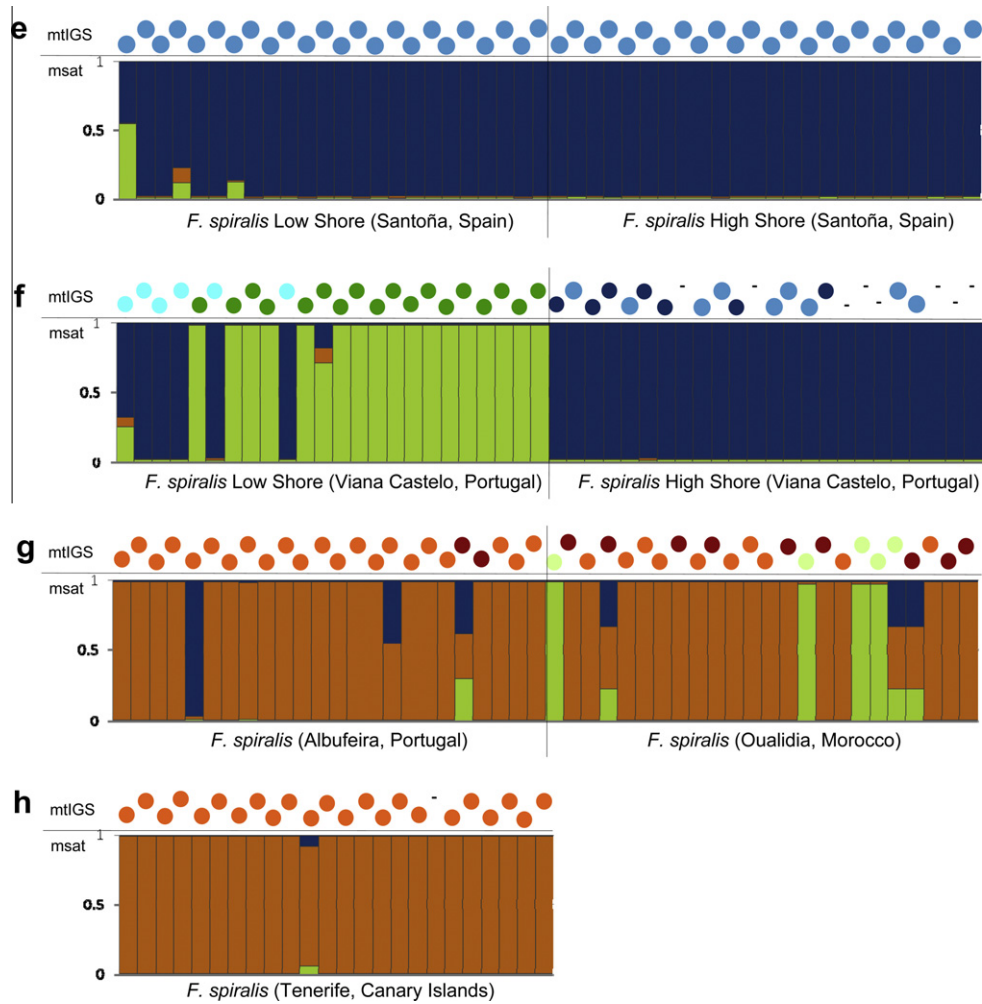 e
mtIGS
msat
1
0.5
0
F. spiralis Low Shore (Santoña, Spain)
F. spiralis High Shore (Santoña, Spain)
f
mtIGS
- - - - -
- - - -
msat
1
0.5
0
F. spiralis Low Shore (Viana Castelo, Portugal)
F. spiralis High Shore (Viana Castelo, Portugal)
g
mtIGS
msat
1
0.5
0
F. spiralis (Albufeira, Portugal)
F. spiralis (Oualidia, Morocco)
h
mtIGS
-
msat
1
0.5
0
F. spiralis (Tenerife, Canary Islands)